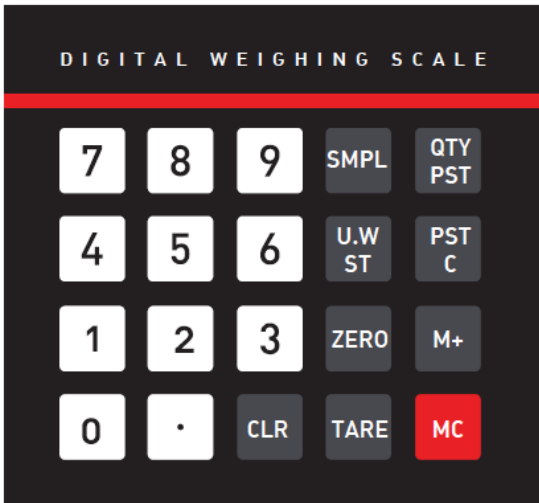 DIGITAL WEIGHING SCALE
7 8 9 SMPL QTY PST
4 5 6 U.W ST PST C
1 2 3 ZERO M+
0 . CLR TARE MC